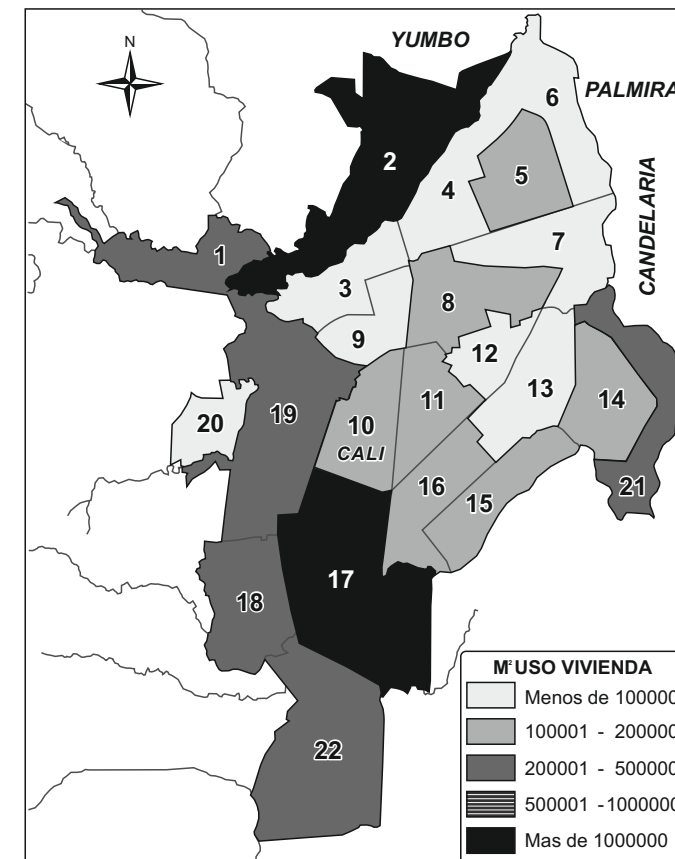 YUMBO
N
6
PALMIRA
2
5
4
CANDELARIA
7
1
3
8
9
12
13
14
19
11
20
10
CALI
16
21
15
17
18
22
M² USO VIVIENDA
Menos de 100000
100001 - 200000
200001 - 500000
500001 -1000000
Mas de 1000000